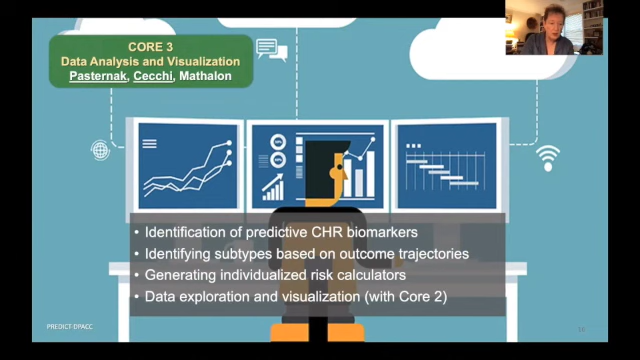 CORE 3
Data Analysis and Visualization
Pasternak, Cecchi, Mathalon
• Identification of predictive CHR biomarkers
• Identifying subtypes based on outcome trajectories
• Generating individualized risk calculators
• Data exploration and visualization (with Core 2)
PREDICT-DPACC
16